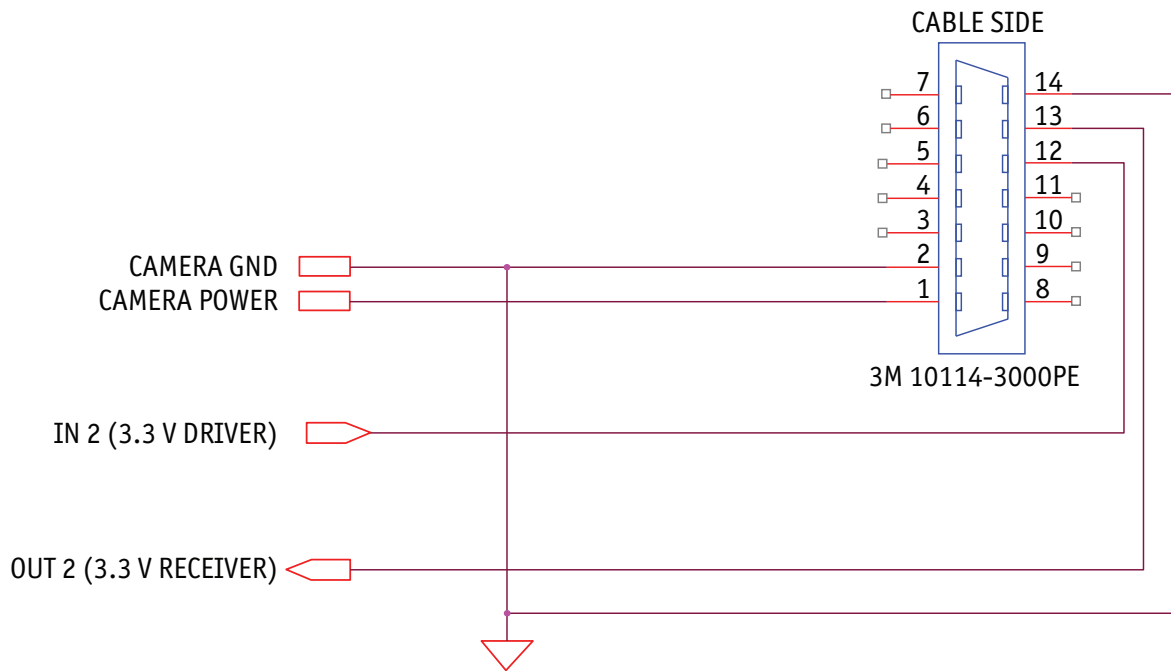 CABLE SIDE
7 14
6 13
5 12
4 11
3 10
2 9
1 8
3M 10114-3000PE
CAMERA GND
CAMERA POWER
IN 2 (3.3 V DRIVER)
OUT 2 (3.3 V RECEIVER)